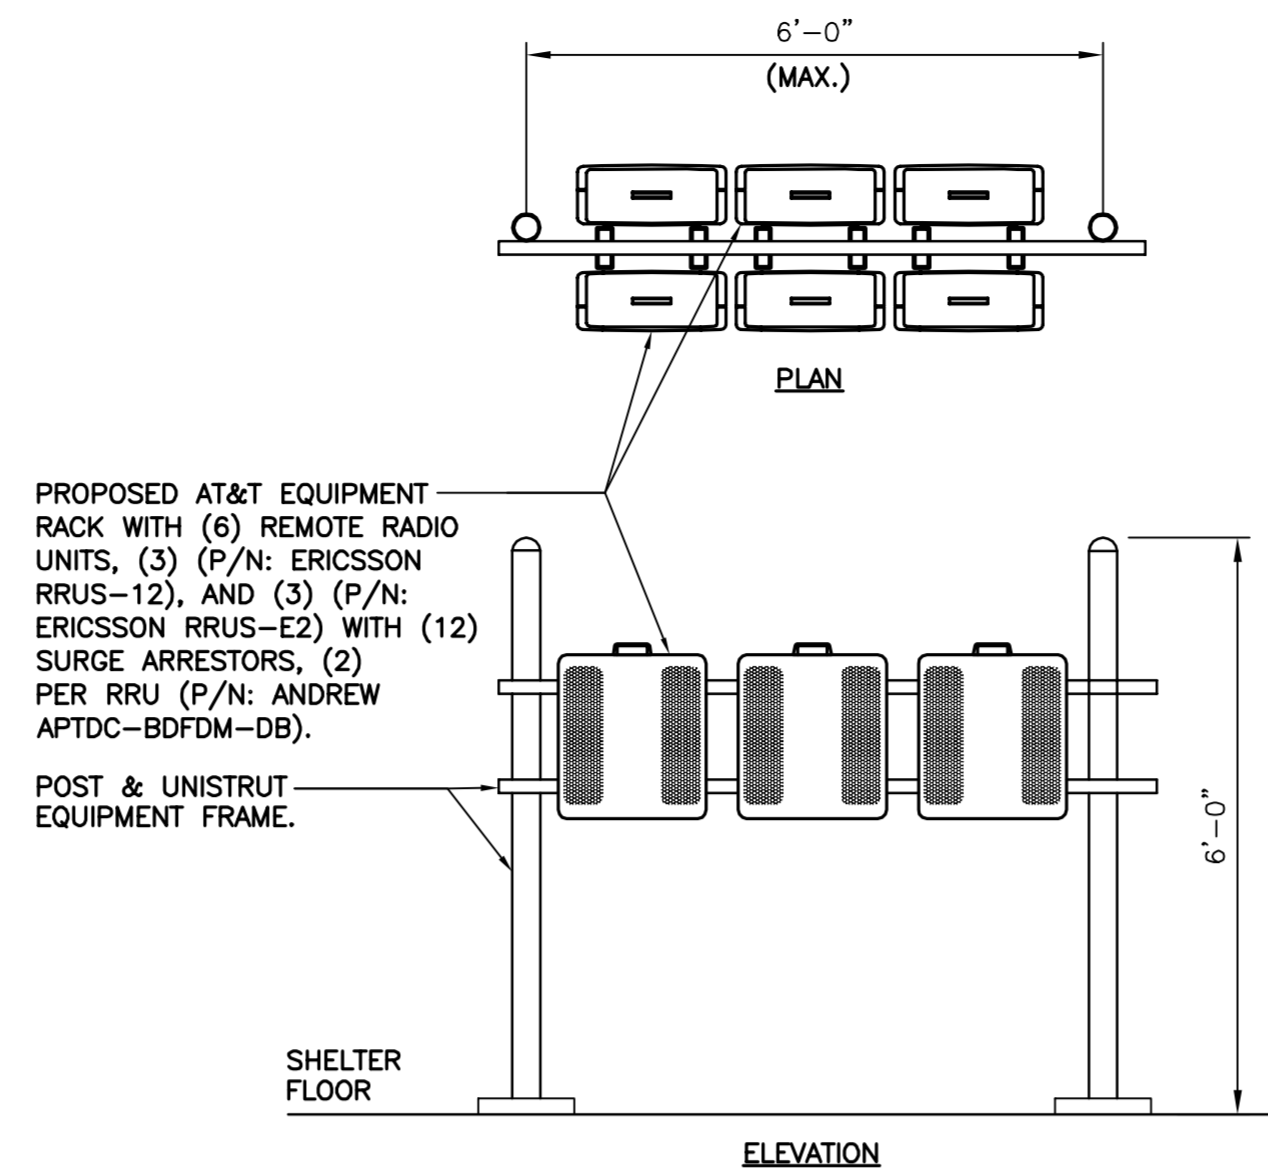 6'-0"
(MAX.)
PLAN
PROPOSED AT&T EQUIPMENT
RACK WITH (6) REMOTE RADIO
UNITS, (3) (P/N: ERICSSON
RRUS-12), AND (3) (P/N:
ERICSSON RRUS-E2) WITH (12)
SURGE ARRESTORS, (2)
PER RRU (P/N: ANDREW
APTDC-BDFDM-DB).
POST & UNISTRUT
EQUIPMENT FRAME.
6'-0"
SHELTER
FLOOR
ELEVATION